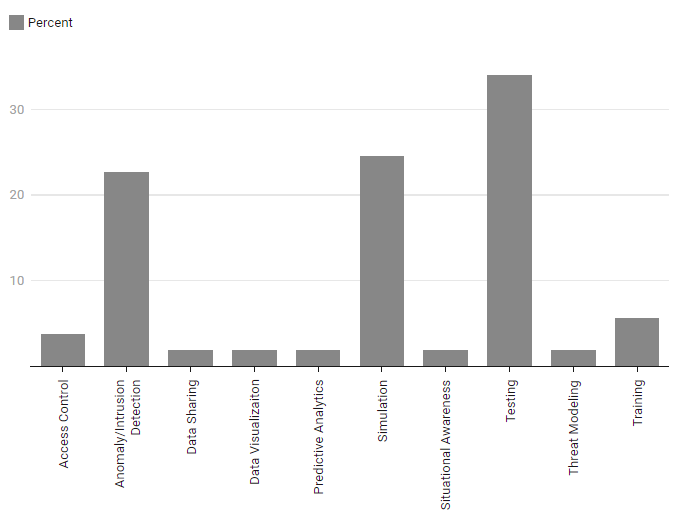 Percent
30
20
10
Access Control
Anomaly/Intrusion
Detection
Data Sharing
Data Visualizaiton
Predictive Analytics
Simulation
Situational Awareness
Testing
Threat Modeling
Training